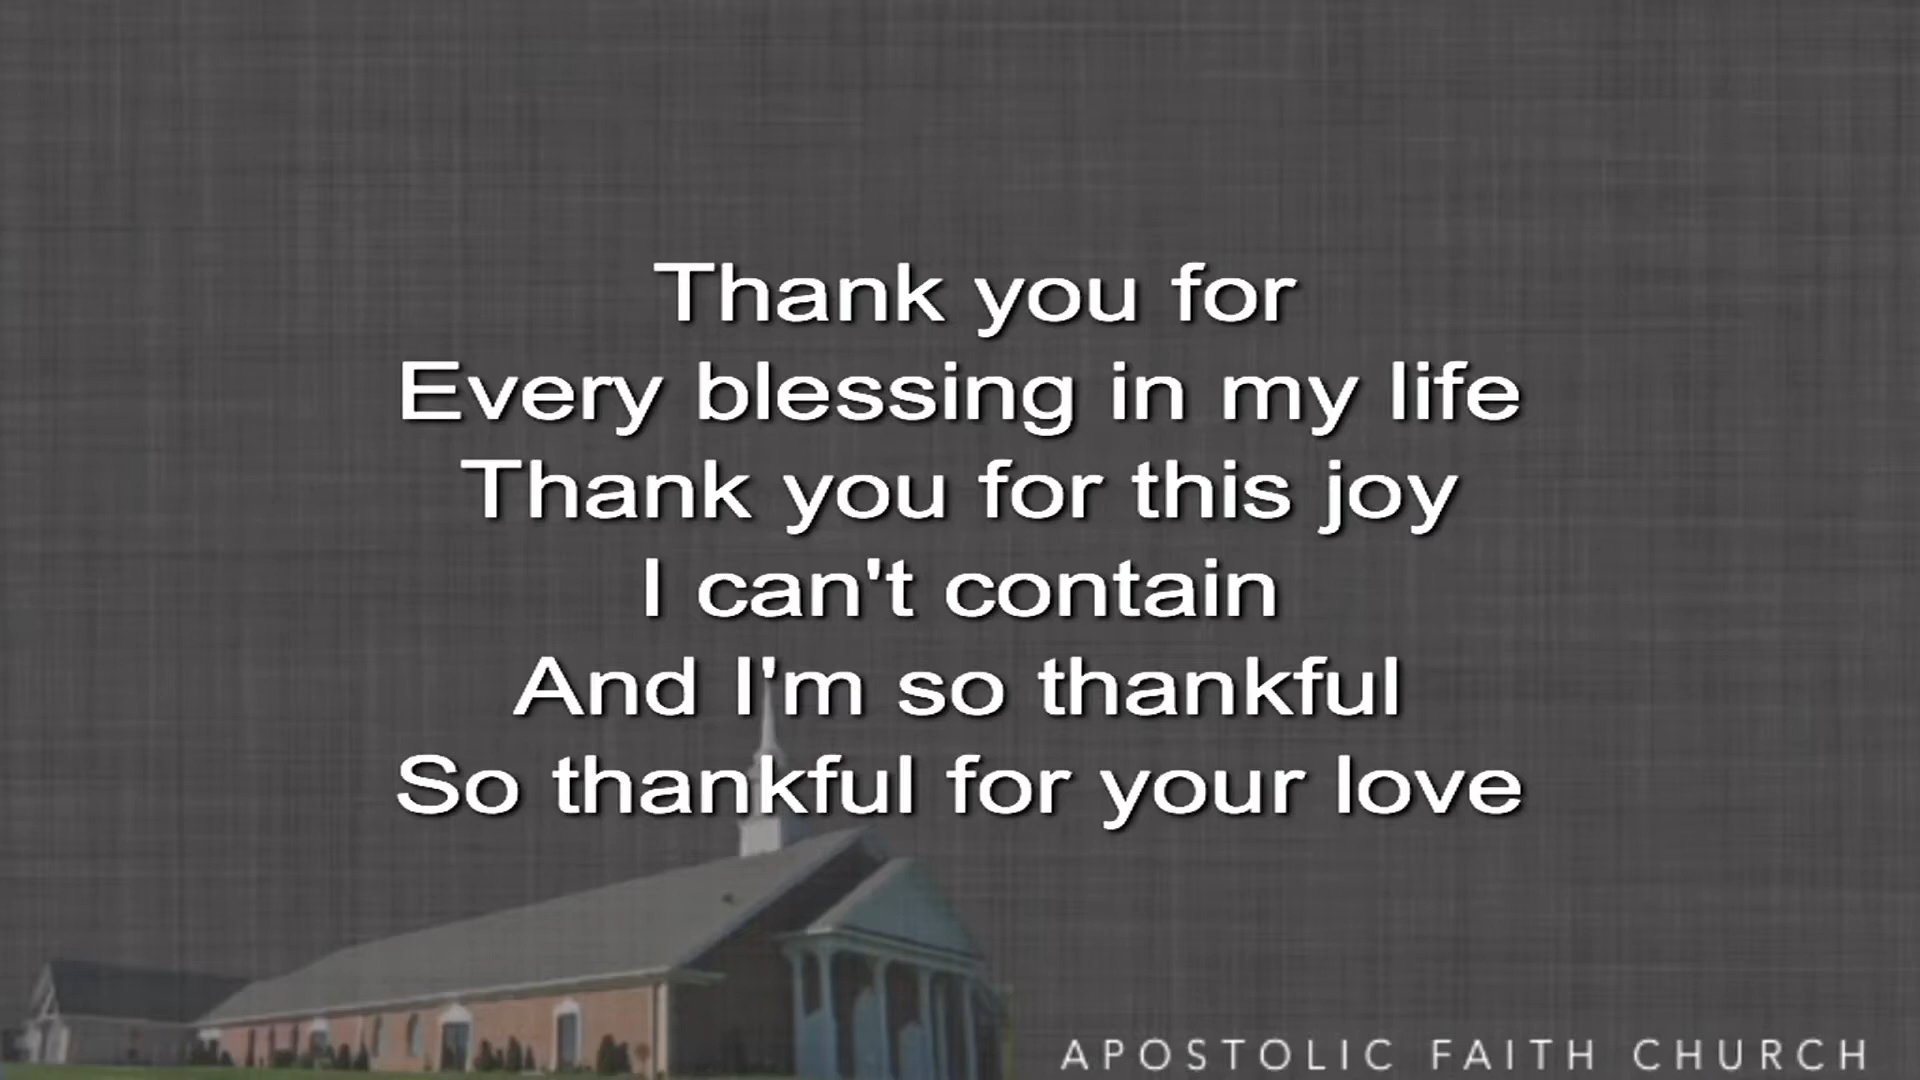 Thank you for
Every blessing in my life
Thank you for this joy
I can't contain
And I'm so thankful
So thankful for your love
APOSTOLIC FAITH CHURCH